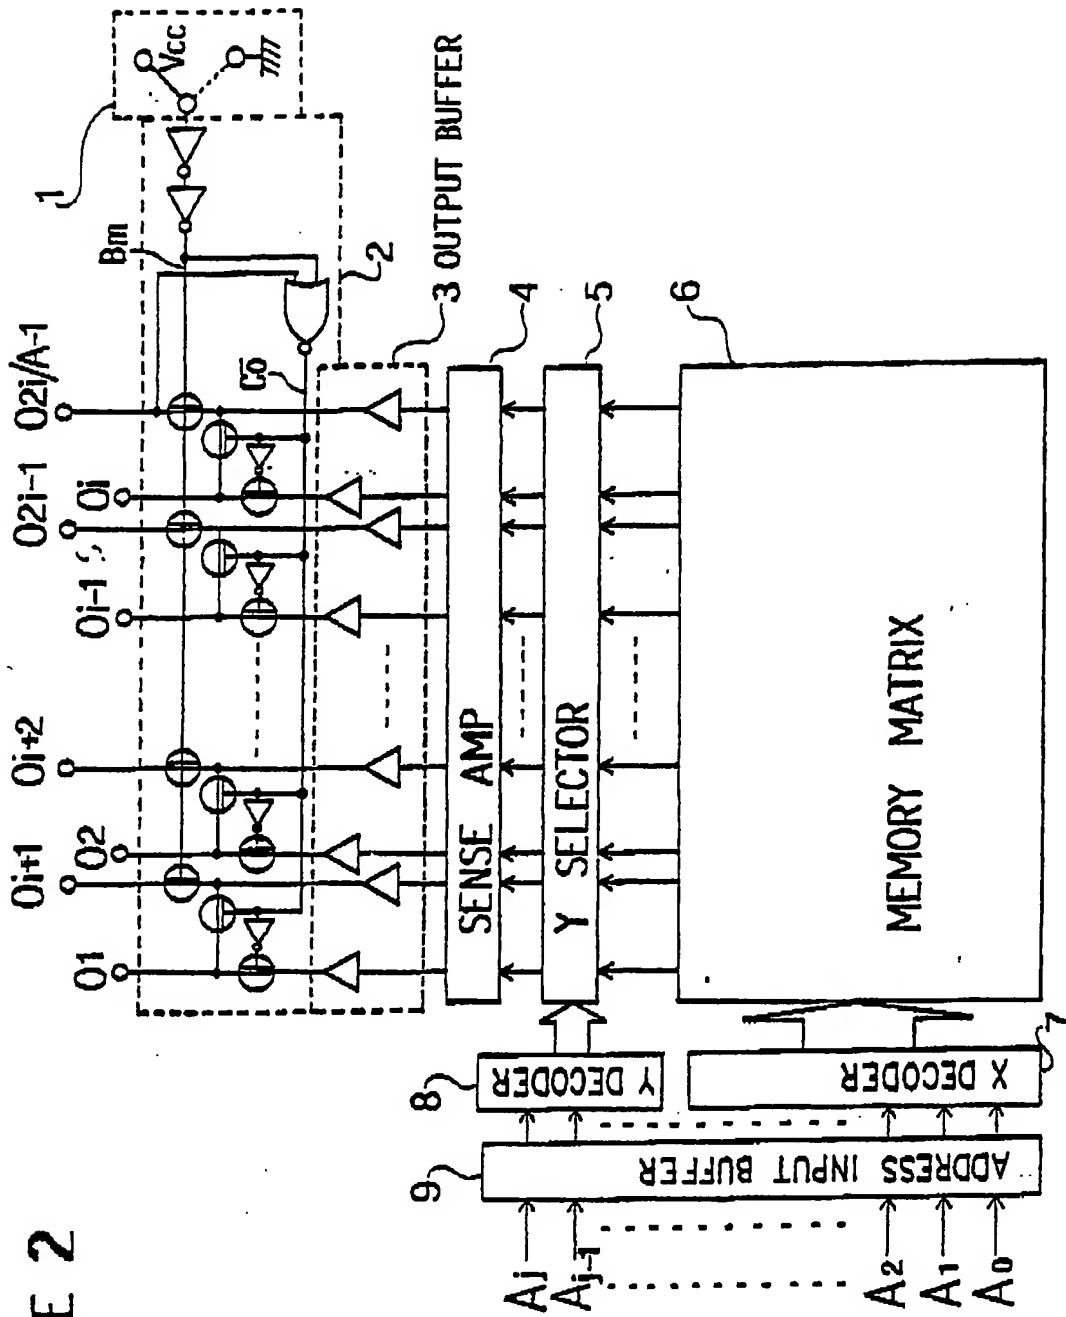 E 2
1
Vcc
Bm
2
O1
Oi+1
O2
Oi+2
Oi-1
O2i-1
Oi
O2i/A-1
C̅o̅
3 OUTPUT BUFFER
SENSE AMP
4
Y SELECTOR
5
MEMORY MATRIX
6
X DECODER
7
Y DECODER
8
ADDRESS INPUT BUFFER
9
Aj
Aj-1
A2
A1
A0